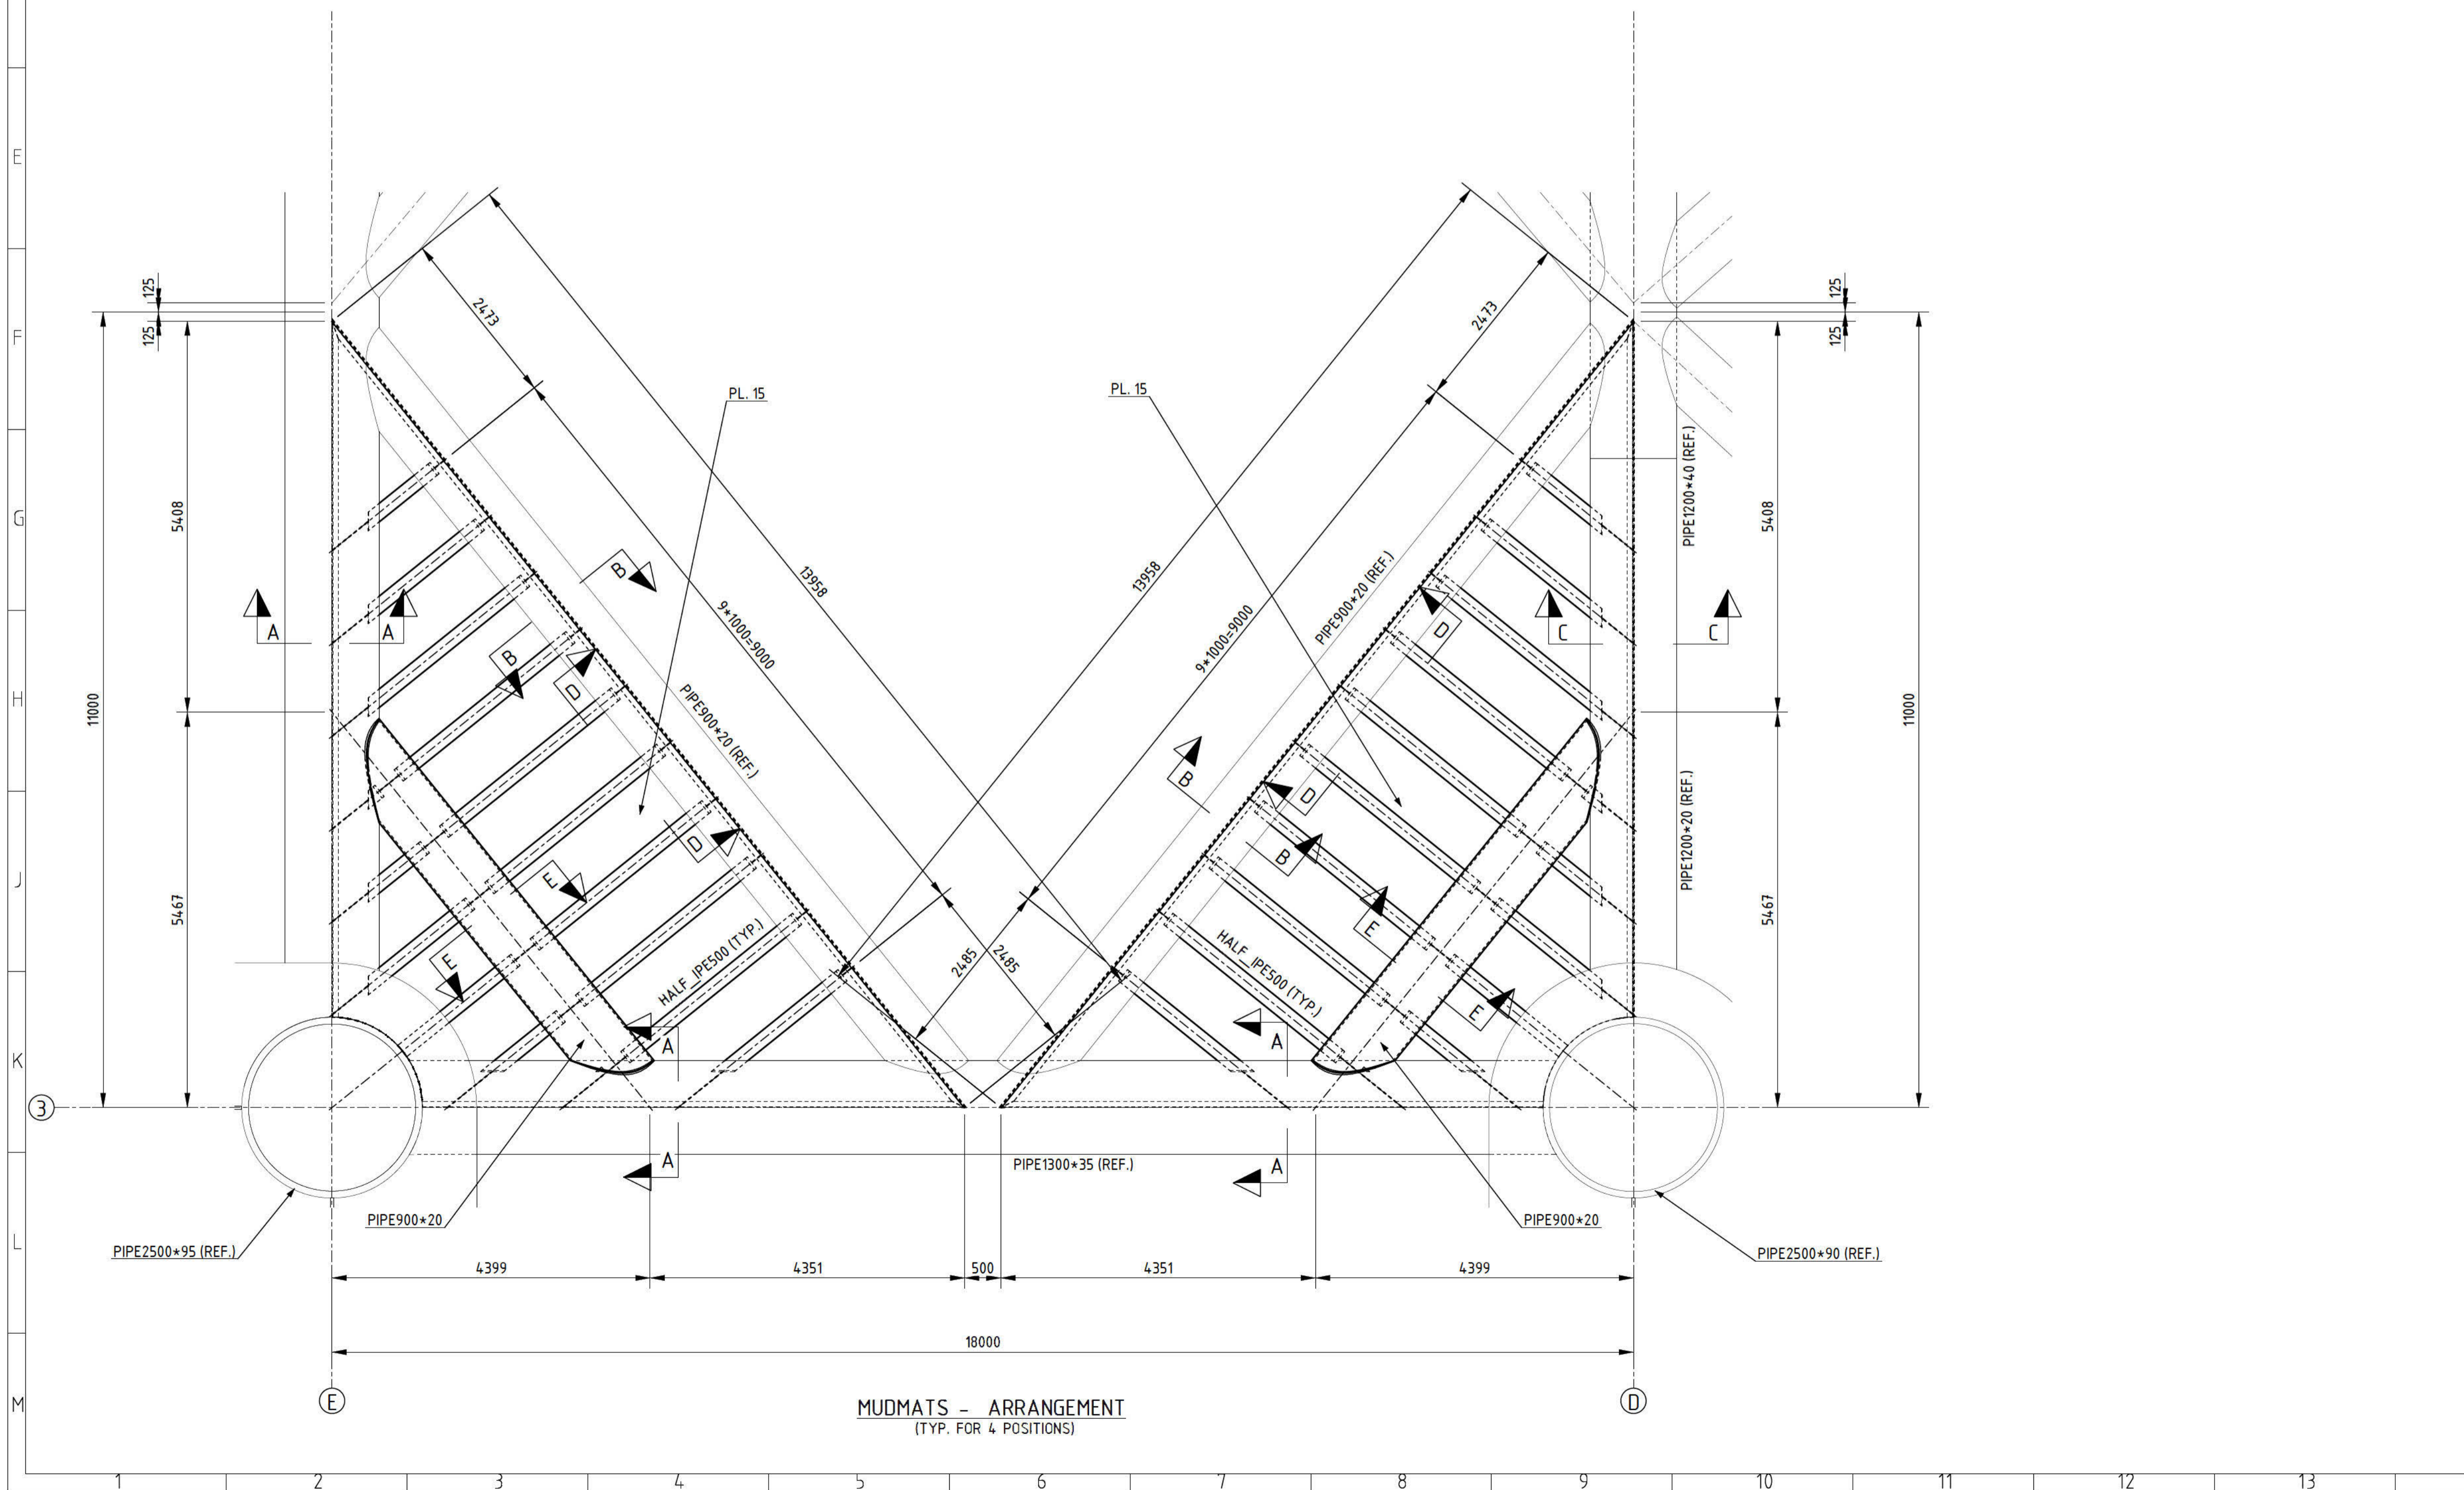 E
F
G
H
J
K
L
M
125
125
11000
5408
5467
2473
13958
9*1000=9000
2485
PL. 15
PIPE900*20 (REF.)
HALF_IPE500 (TYP.)
A
A
B
B
D
D
E
E
A
A
PL. 15
2473
13958
9*1000=9000
2485
PIPE900*20 (REF.)
HALF_IPE500 (TYP.)
D
D
B
B
E
E
C
C
A
A
125
125
5408
5467
11000
PIPE1200*40 (REF.)
PIPE1200*20 (REF.)
3
PIPE1300*35 (REF.)
PIPE900*20
PIPE900*20
PIPE2500*95 (REF.)
PIPE2500*90 (REF.)
4399
4351
500
4351
4399
18000
E
D
MUDMATS - ARRANGEMENT
(TYP. FOR 4 POSITIONS)
1 2 3 4 5 6 7 8 9 10 11 12 13